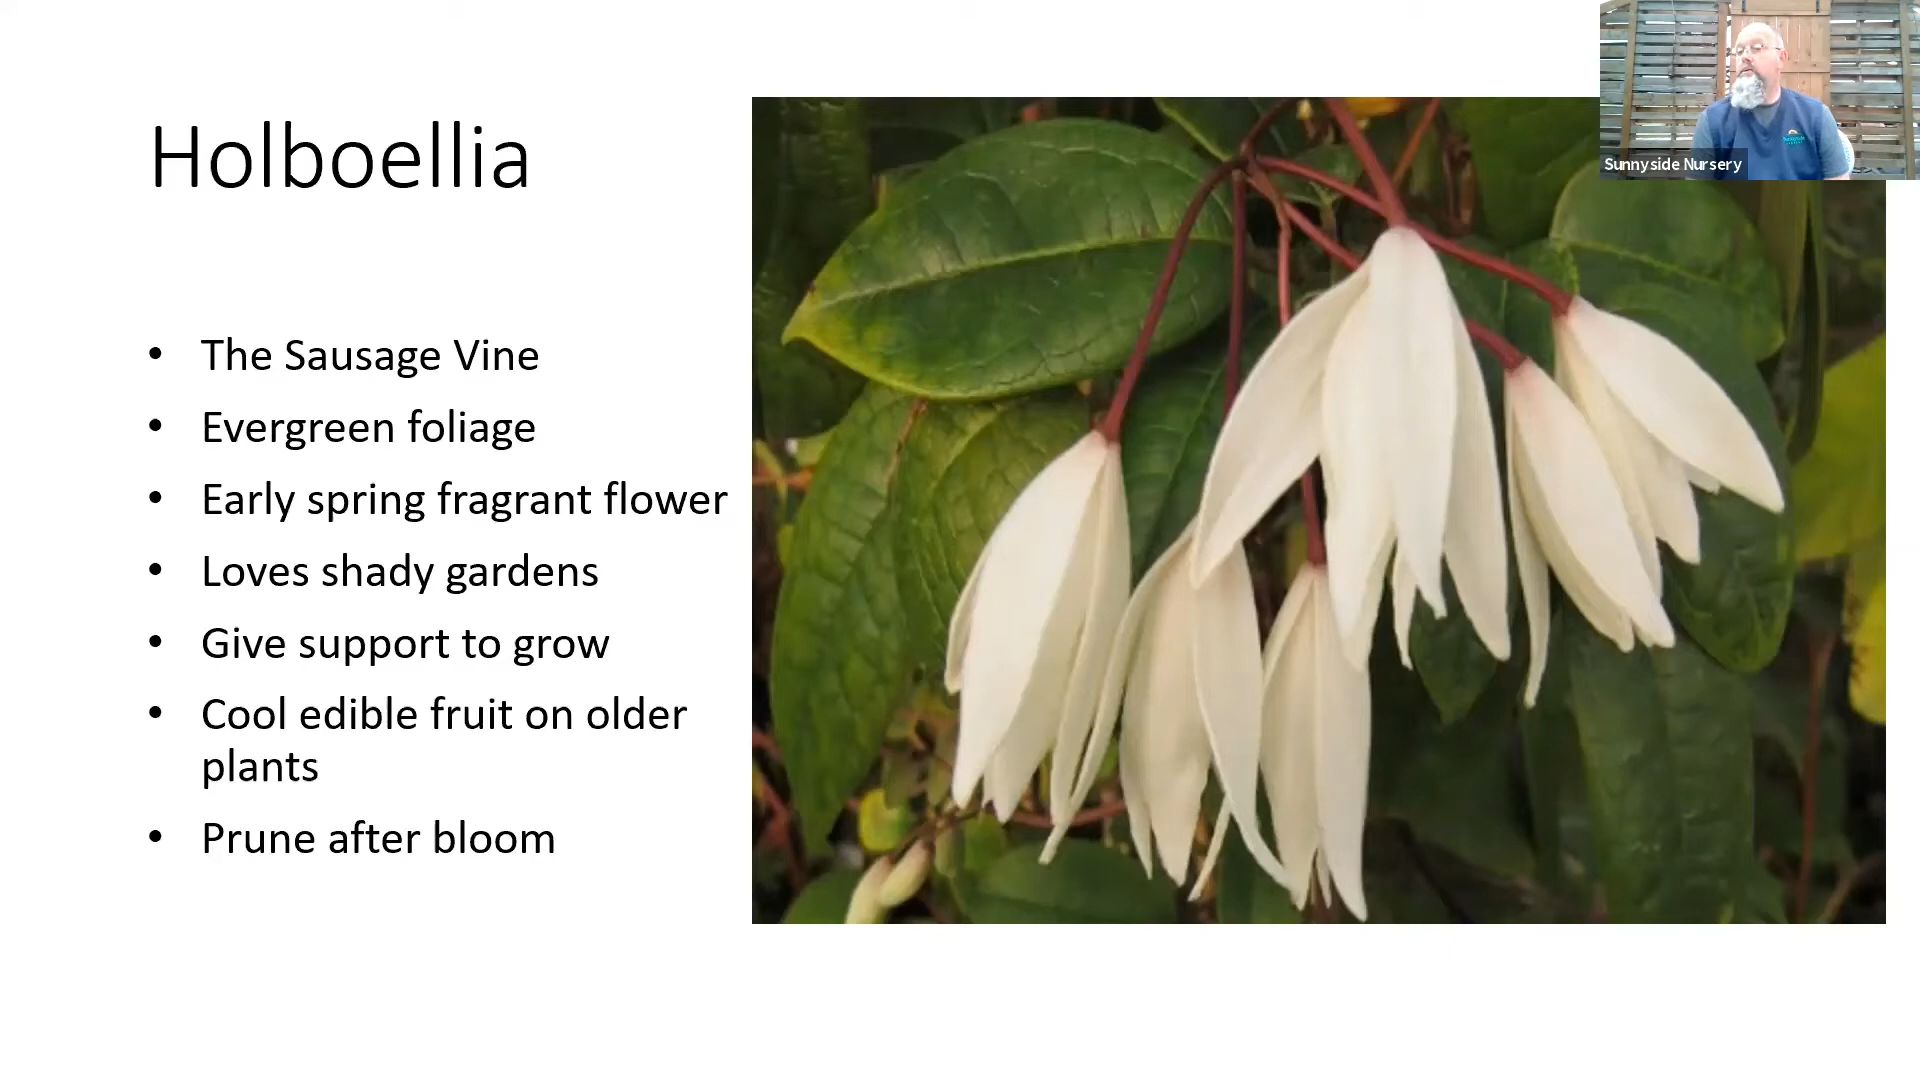 Holboellia
Sunnyside Nursery
• The Sausage Vine
• Evergreen foliage
• Early spring fragrant flower
• Loves shady gardens
• Give support to grow
• Cool edible fruit on older
plants
• Prune after bloom